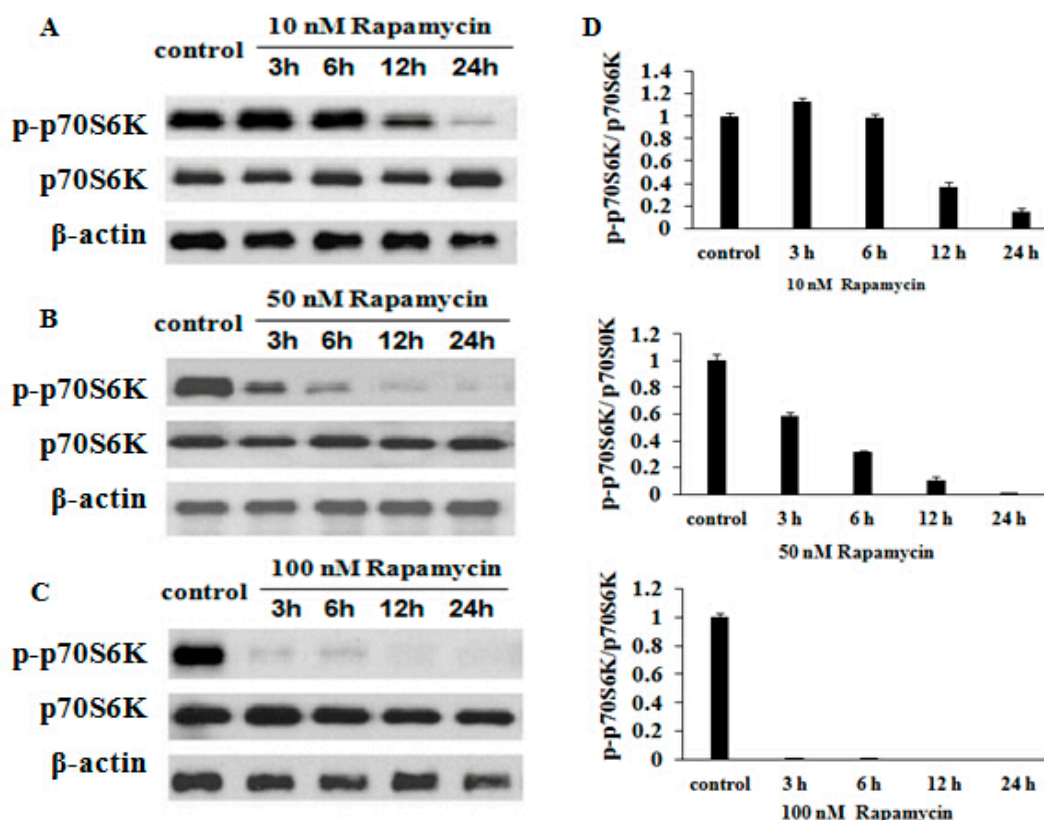 A
10 nM Rapamycin
control
3h 6h 12h 24h
p-p70S6K
p70S6K
β-actin
B
50 nM Rapamycin
control
3h 6h 12h 24h
p-p70S6K
p70S6K
β-actin
C
100 nM Rapamycin
control
3h 6h 12h 24h
p-p70S6K
p70S6K
β-actin
D
p-p70S6K/ p70S6K
1.4
1.2
1
0.8
0.6
0.4
0.2
0
control 3 h 6 h 12 h 24 h
10 nM Rapamycin
p-p70S6K/ p70S0K
1.2
1
0.8
0.6
0.4
0.2
0
control 3 h 6 h 12 h 24 h
50 nM Rapamycin
p-p70S6K/p70S6K
1.2
1
0.8
0.6
0.4
0.2
0
control 3 h 6 h 12 h 24 h
100 nM Rapamycin